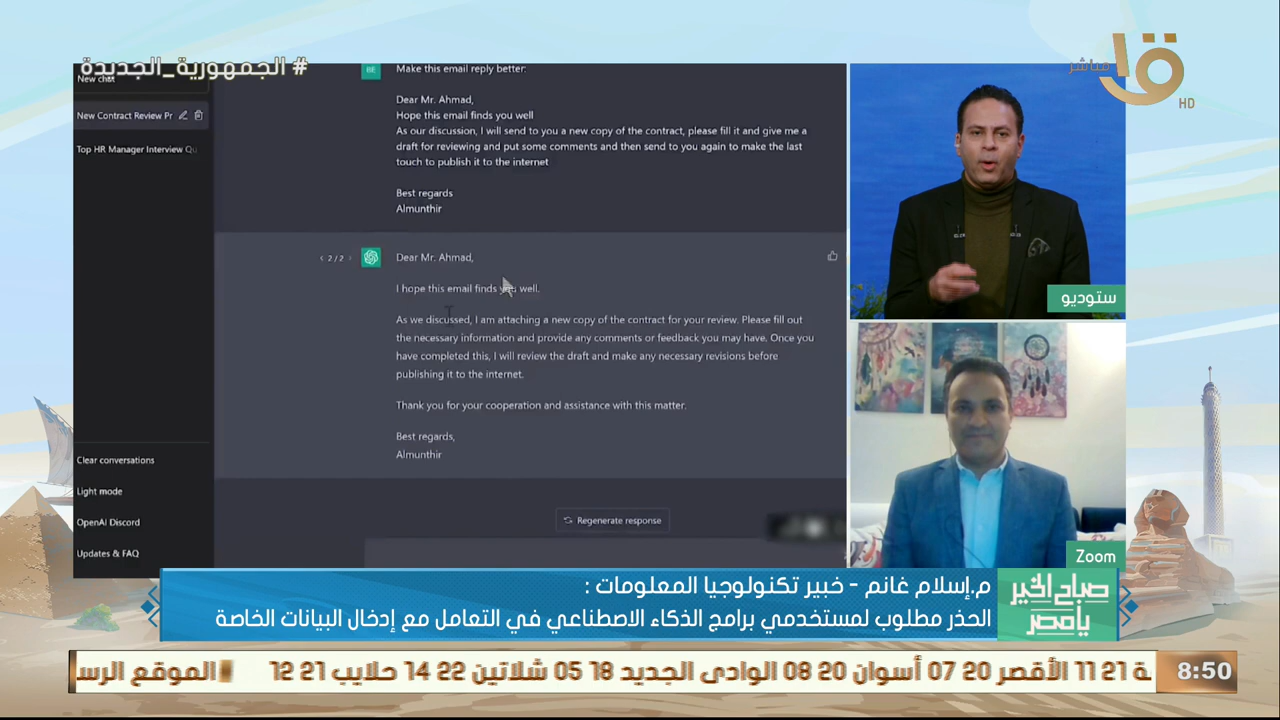 # الجمهورية_الجديدة
مباشر
HD
New chat
New Contract Review Pr
Top HR Manager Interview Qu
Clear conversations
Light mode
OpenAI Discord
Updates & FAQ
BE
Make this email reply better:
Dear Mr. Ahmad,
Hope this email finds you well
As our discussion, I will send to you a new copy of the contract, please fill it and give me a
draft for reviewing and put some comments and then send to you again to make the last
touch to publish it to the internet
Best regards
Almunthir
< 2/2 >
Dear Mr. Ahmad,
I hope this email finds you well.
As we discussed, I am attaching a new copy of the contract for your review. Please fill out
the necessary information and provide any comments or feedback you may have. Once you
have completed this, I will review the draft and make any necessary revisions before
publishing it to the internet.
Thank you for your cooperation and assistance with this matter.
Best regards,
Almunthir
Regenerate response
ستوديو
Zoom
م.إسلام غانم - خبير تكنولوجيا المعلومات :
الحذر مطلوب لمستخدمي برامج الذكاء الاصطناعي في التعامل مع إدخال البيانات الخاصة
صباح الخير
يا مصر
8:50
ة 21 11 الأقصر 20 07 أسوان 20 08 الوادى الجديد 18 05 شلاتين 22 14 حلايب 21 12
الموقع الرس